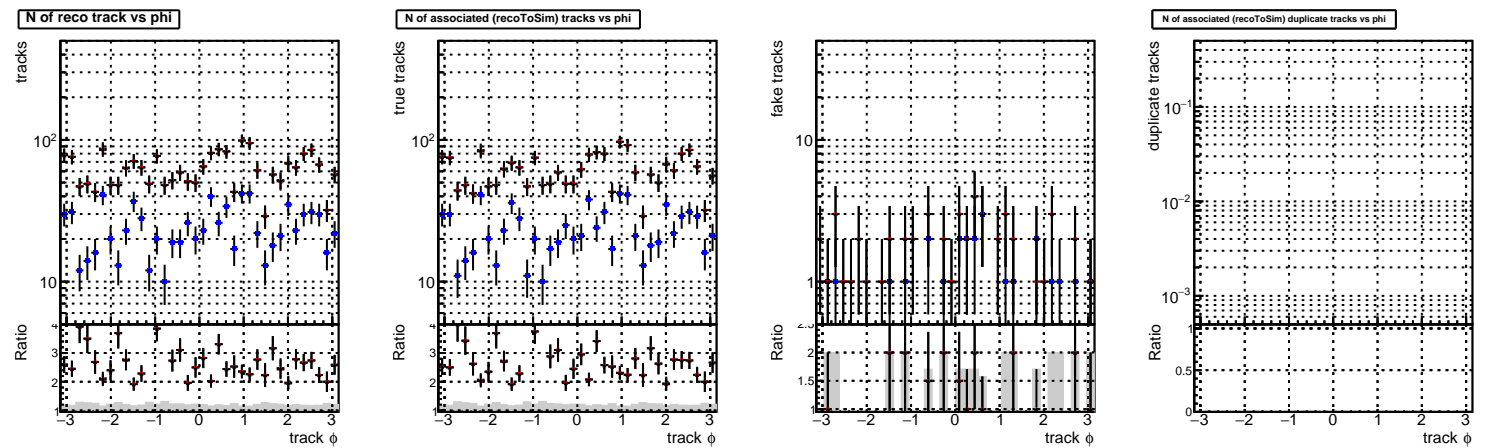 N of reco track vs phi
tracks
10²
10
Ratio
4
3
2
1
−3 −2 −1 0 1 2 3
track ϕ
N of associated (recoToSim) tracks vs phi
true tracks
10²
10
Ratio
4
3
2
1
−3 −2 −1 0 1 2 3
track ϕ
fake tracks
10
1
Ratio
2.5
2
1.5
1
−3 −2 −1 0 1 2 3
track ϕ
N of associated (recoToSim) duplicate tracks vs phi
duplicate tracks
10⁻¹
10⁻²
10⁻³
Ratio
1
0.5
0
−3 −2 −1 0 1 2 3
track ϕ